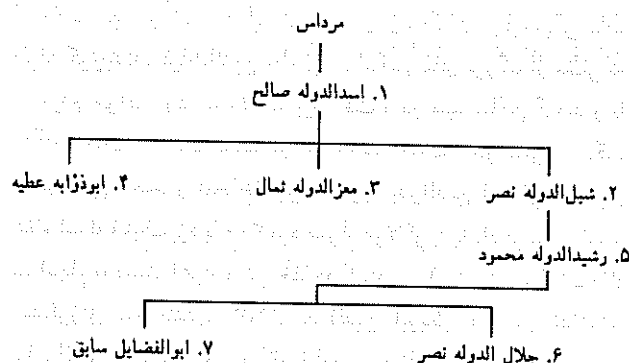 مرداس
۱. اسدالدوله صالح
۲. شبل‌الدوله نصر ۳. معزالدوله ثمال ۴. ابوذؤابه عطیه
۵. رشیدالدوله محمود
۶. جلال الدوله نصر ۷. ابوالفضایل سابق